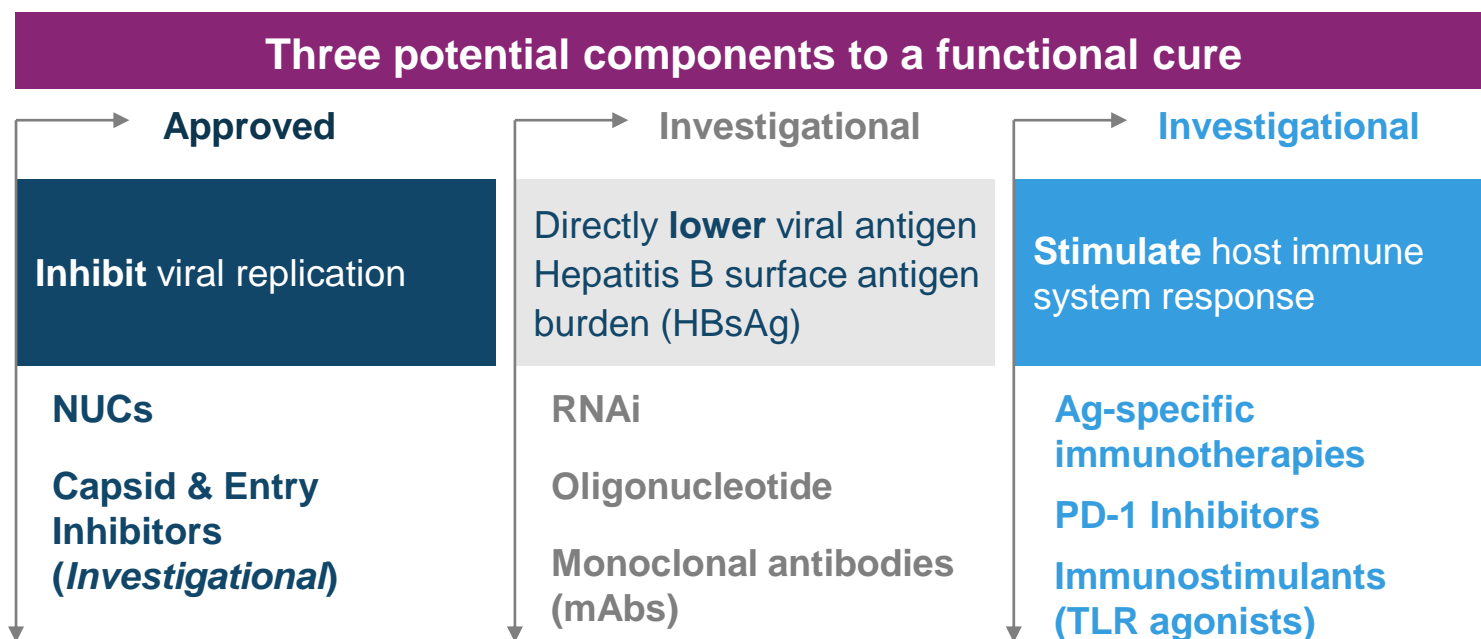 Three potential components to a functional cure
Approved
Inhibit viral replication
NUCs
Capsid & Entry
Inhibitors
(Investigational)
Investigational
Directly lower viral antigen
Hepatitis B surface antigen
burden (HBsAg)
RNAi
Oligonucleotide
Monoclonal antibodies
(mAbs)
Investigational
Stimulate host immune
system response
Ag-specific
immunotherapies
PD-1 Inhibitors
Immunostimulants
(TLR agonists)